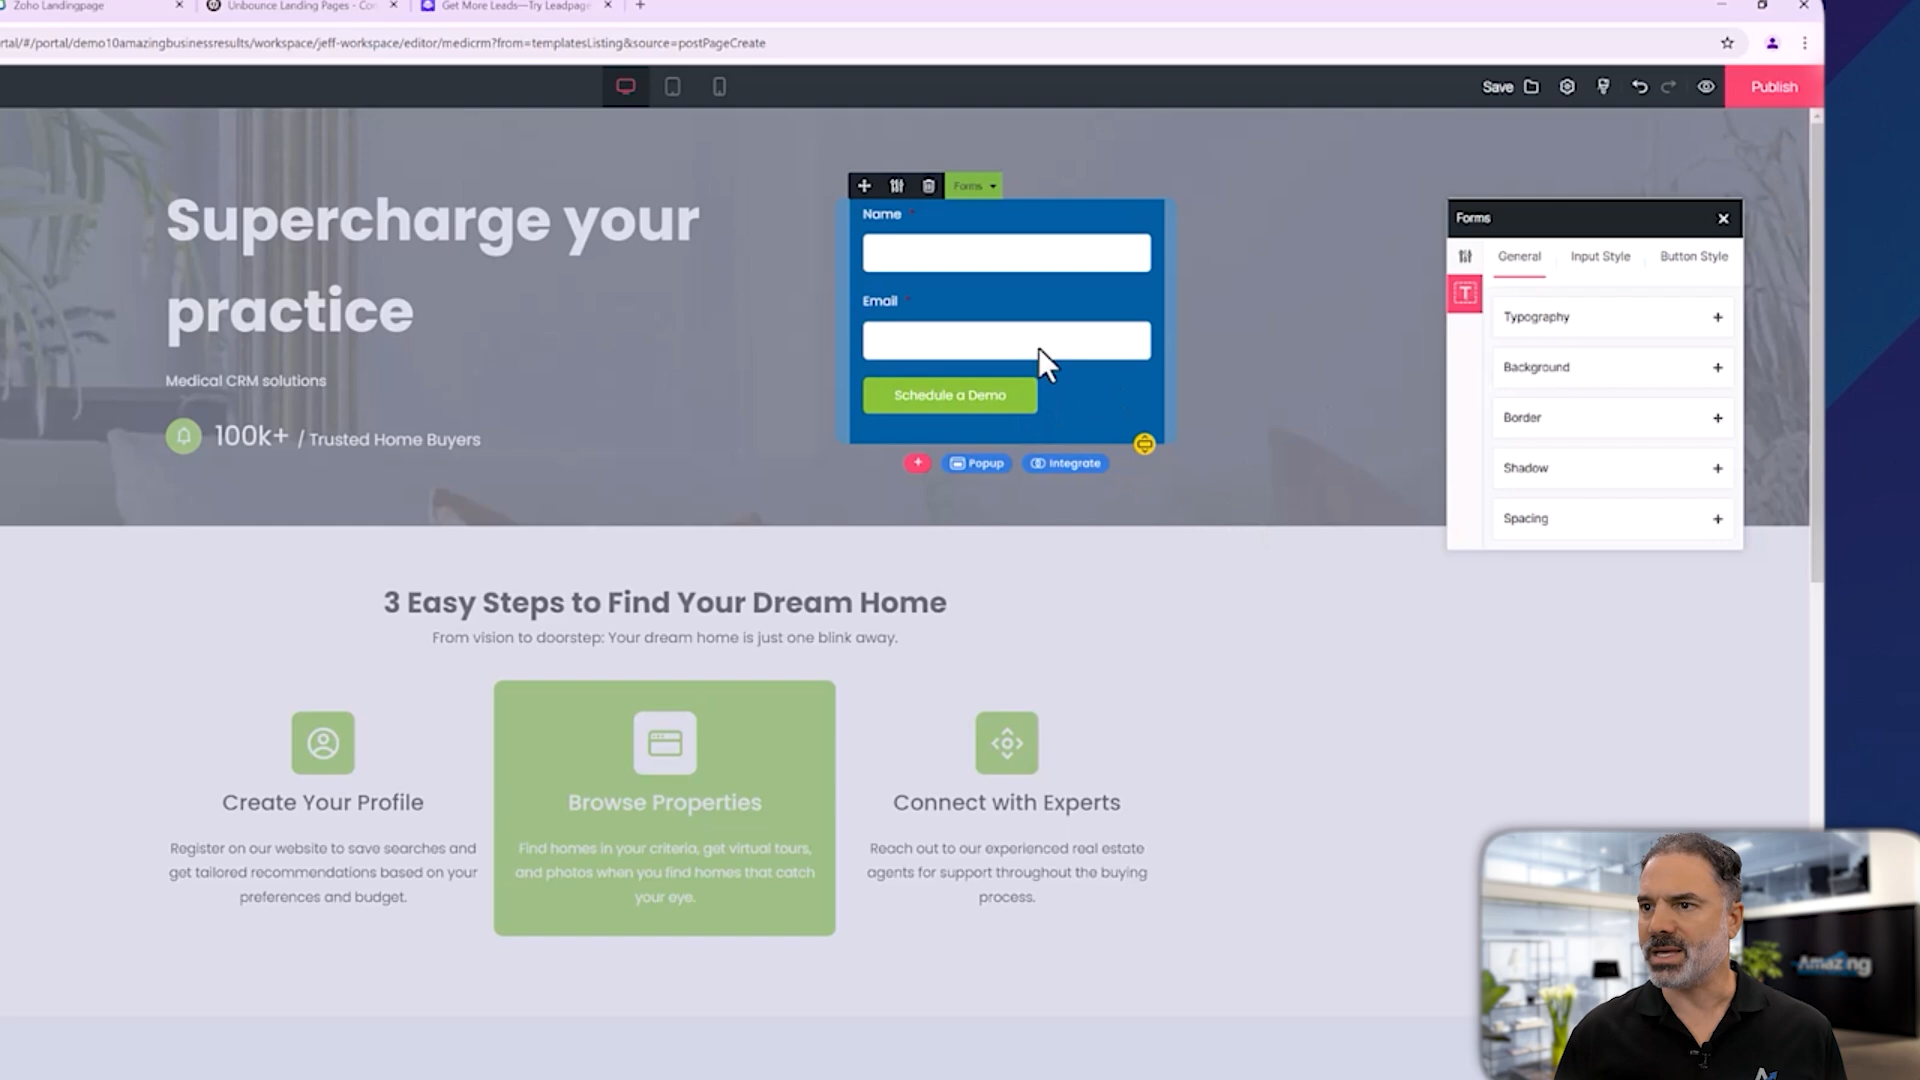 Zoho Landingpage
Unbounce Landing Pages - Co
Get More Leads—Try Leadpage
rtal/#/portal/demo10amazingbusinessresults/workspace/jeff-workspace/editor/medicrm?from=templatesListing&source=postPageCreate
Save
Publish
Supercharge your
practice
Medical CRM solutions
100k+ / Trusted Home Buyers
Forms
Name *
Email *
Schedule a Demo
+ Popup Integrate
Forms
General Input Style Button Style
Typography +
Background +
Border +
Shadow +
Spacing +
3 Easy Steps to Find Your Dream Home
From vision to doorstep: Your dream home is just one blink away.
Create Your Profile
Register on our website to save searches and
get tailored recommendations based on your
preferences and budget.
Browse Properties
Find homes in your criteria, get virtual tours,
and photos when you find homes that catch
your eye.
Connect with Experts
Reach out to our experienced real estate
agents for support throughout the buying
process.
Amazing